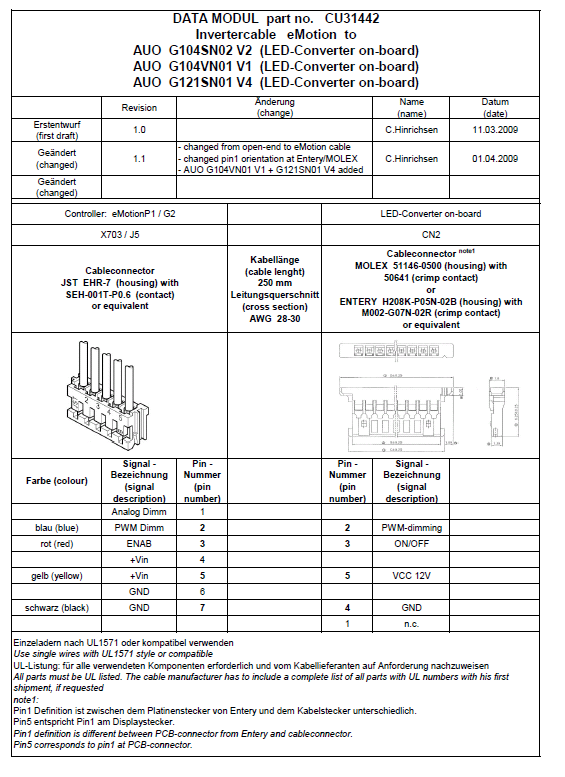 DATA MODUL part no. CU31442
Invertercable eMotion to
AUO G104SN02 V2 (LED-Converter on-board)
AUO G104VN01 V1 (LED-Converter on-board)
AUO G121SN01 V4 (LED-Converter on-board)
Revision
Änderung
(change)
Name
(name)
Datum
(date)
Erstentwurf
(first draft)
1.0
C.Hinrichsen
11.03.2009
Geändert
(changed)
1.1
- changed from open-end to eMotion cable
- changed pin1 orientation at Entery/MOLEX
- AUO G104VN01 V1 + G121SN01 V4 added
C.Hinrichsen
01.04.2009
Geändert
(changed)
Controller: eMotionP1 / G2
LED-Converter on-board
X703 / J5
CN2
Cableconnector
JST EHR-7 (housing) with
SEH-001T-P0.6 (contact)
or equivalent
Kabellänge
(cable lenght)
250 mm
Leitungsquerschnitt
(cross section)
AWG 28-30
Cableconnector note1
MOLEX 51146-0500 (housing) with
50641 (crimp contact)
or
ENTERY H208K-P05N-02B (housing) with
M002-G07N-02R (crimp contact)
or equivalent
Farbe (colour)
Signal -
Bezeichnung
(signal
description)
Pin -
Nummer
(pin
number)
Pin -
Nummer
(pin
number)
Signal -
Bezeichnung
(signal
description)
Analog Dimm 1
blau (blue) PWM Dimm 2 2 PWM-dimming
rot (red) ENAB 3 3 ON/OFF
+Vin 4
gelb (yellow) +Vin 5 5 VCC 12V
GND 6
schwarz (black) GND 7 4 GND
1 n.c.
Einzeladern nach UL1571 oder kompatibel verwenden
Use single wires with UL1571 style or compatible
UL-Listung: für alle verwendeten Komponenten erforderlich und vom Kabellieferanten auf Anforderung nachzuweisen
All parts must be UL listed. The cable manufacturer has to include a complete list of all parts with UL numbers with his first
shipment, if requested
note1:
Pin1 Definition ist zwischen dem Platinenstecker von Entery und dem Kabelstecker unterschiedlich.
Pin5 entspricht Pin1 am Displaystecker.
Pin1 definition is different between PCB-connector from Entery and cableconnector.
Pin5 corresponds to pin1 at PCB-connector.